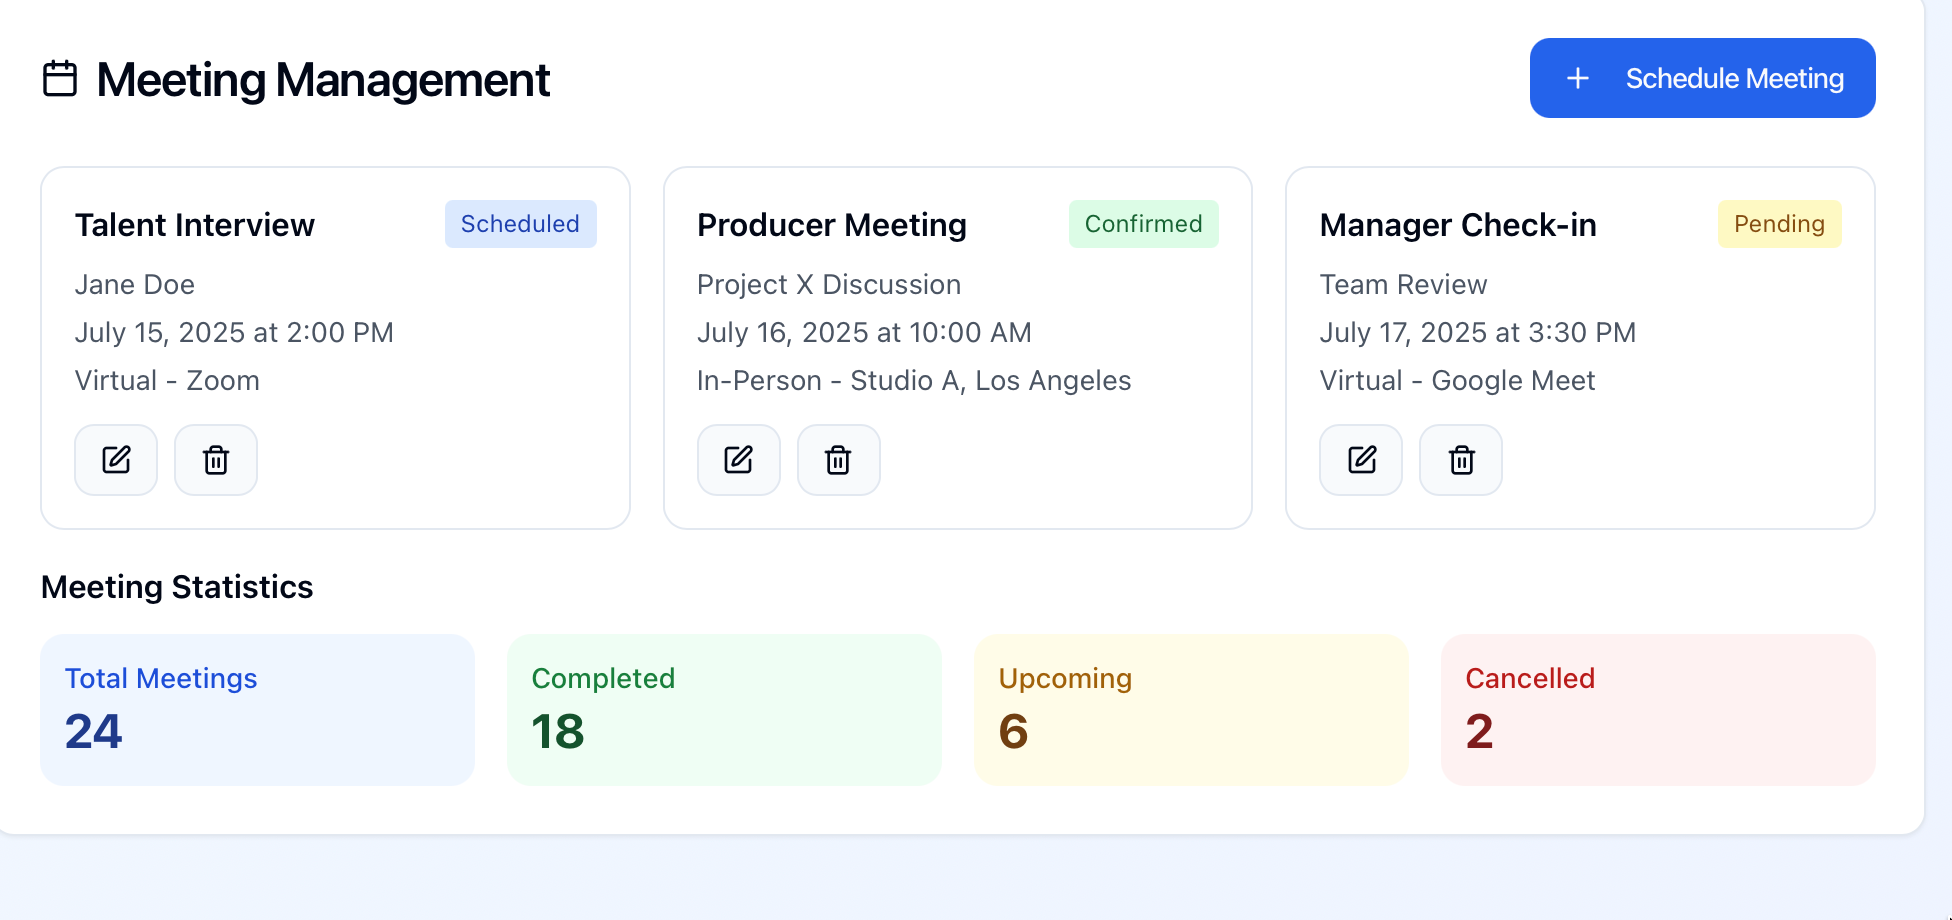 Meeting Management
Schedule Meeting
Talent Interview
Scheduled
Jane Doe
July 15, 2025 at 2:00 PM
Virtual - Zoom
Producer Meeting
Confirmed
Project X Discussion
July 16, 2025 at 10:00 AM
In-Person - Studio A, Los Angeles
Manager Check-in
Pending
Team Review
July 17, 2025 at 3:30 PM
Virtual - Google Meet
Meeting Statistics
Total Meetings
24
Completed
18
Upcoming
6
Cancelled
2